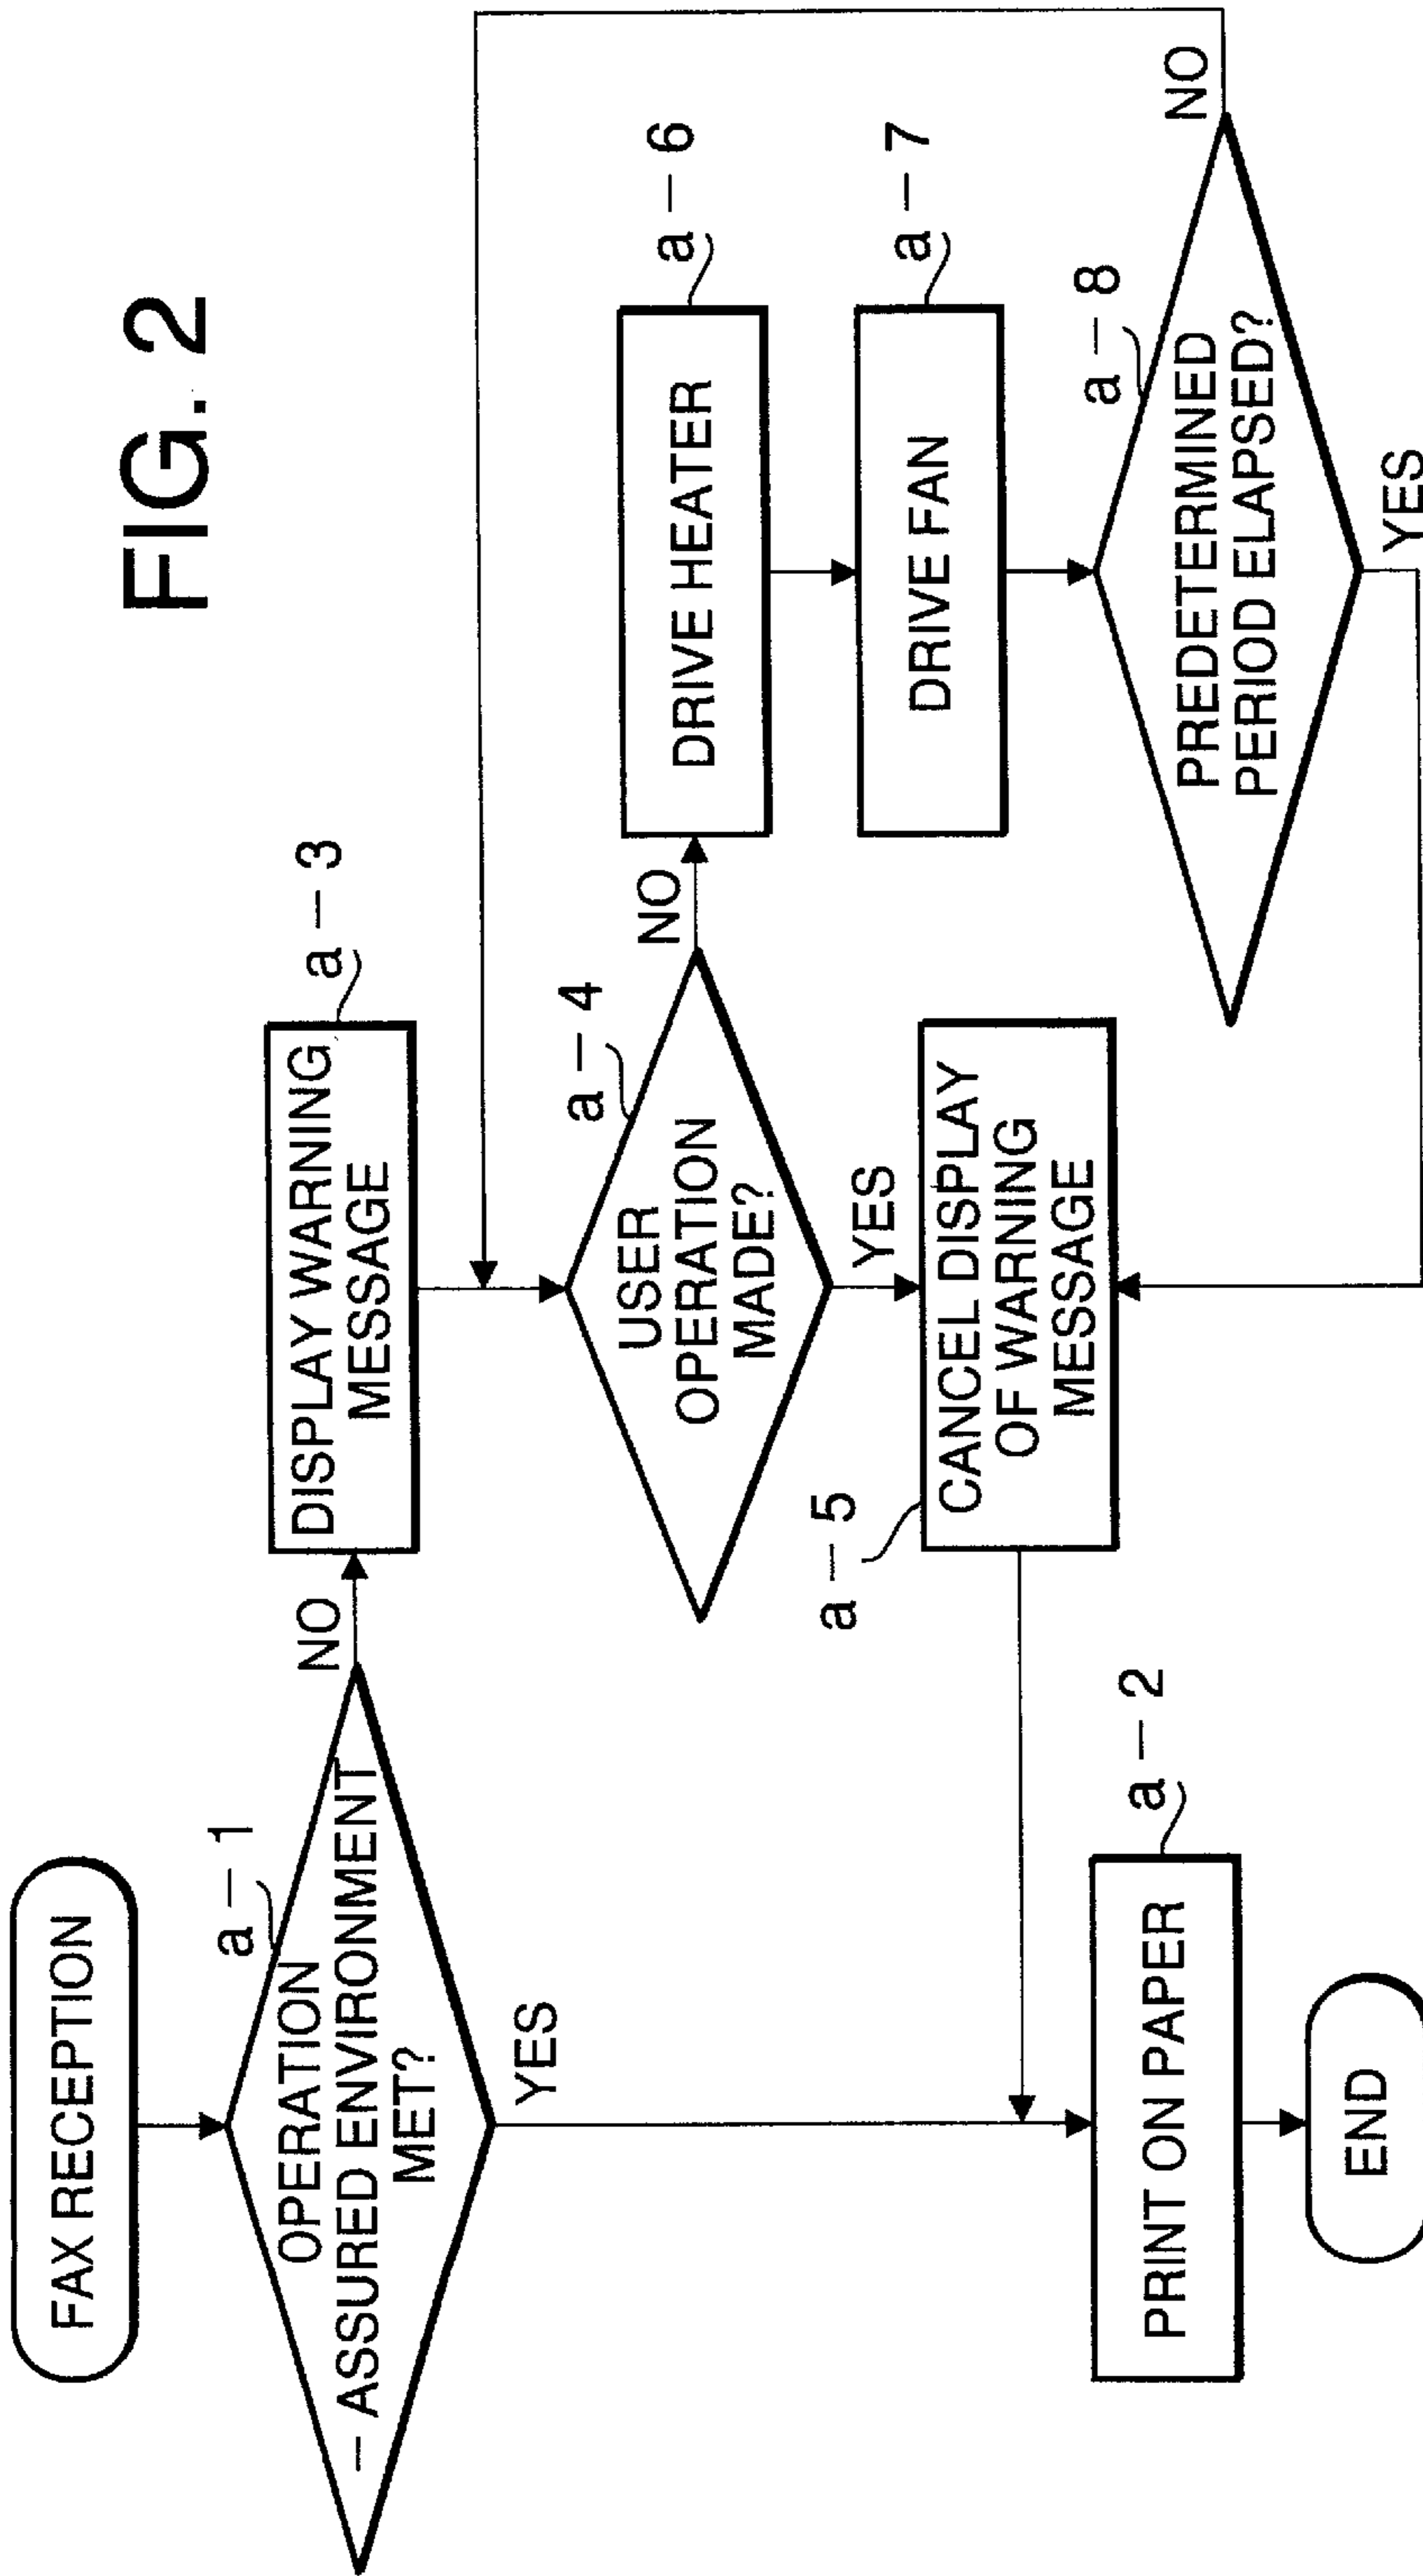 FIG. 2
FAX RECEPTION
a – 1
OPERATION
– ASSURED ENVIRONMENT
MET?
NO
YES
a – 3
DISPLAY WARNING
MESSAGE
a – 4
USER
OPERATION
MADE?
NO
YES
a – 5
CANCEL DISPLAY
OF WARNING
MESSAGE
a – 6
DRIVE HEATER
a – 7
DRIVE FAN
a – 8
PREDETERMINED
PERIOD ELAPSED?
NO
YES
a – 2
PRINT ON PAPER
END